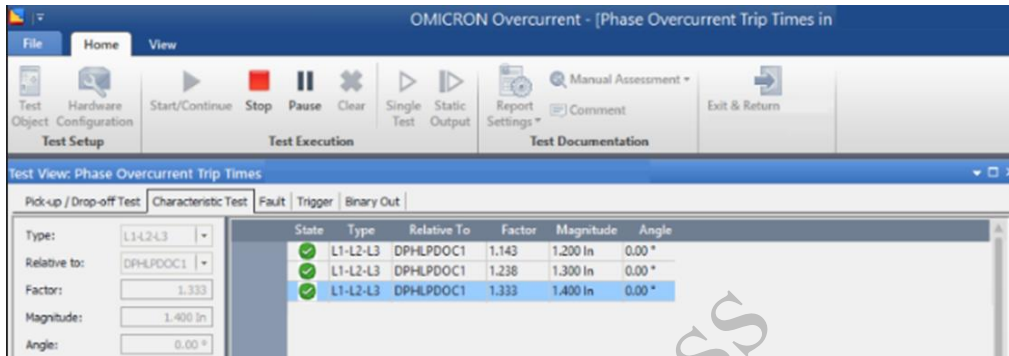 OMICRON Overcurrent - [Phase Overcurrent Trip Times in
File Home View
Test Object Hardware Configuration Start/Continue Stop Pause Clear Single Test Static Output Report Settings Manual Assessment Comment Exit & Return
Test Setup Test Execution Test Documentation
Test View: Phase Overcurrent Trip Times
Pick-up / Drop-off Test Characteristic Test Fault Trigger Binary Out
State Type Relative To Factor Magnitude Angle
Type: L1-L2-L3
L1-L2-L3 DPHLPDOC1 1.143 1.200 In 0.00 °
Relative to: DPHLPDOC1
L1-L2-L3 DPHLPDOC1 1.238 1.300 In 0.00 °
Factor: 1.333
L1-L2-L3 DPHLPDOC1 1.333 1.400 In 0.00 °
Magnitude: 1.400 In
Angle: 0.00 °